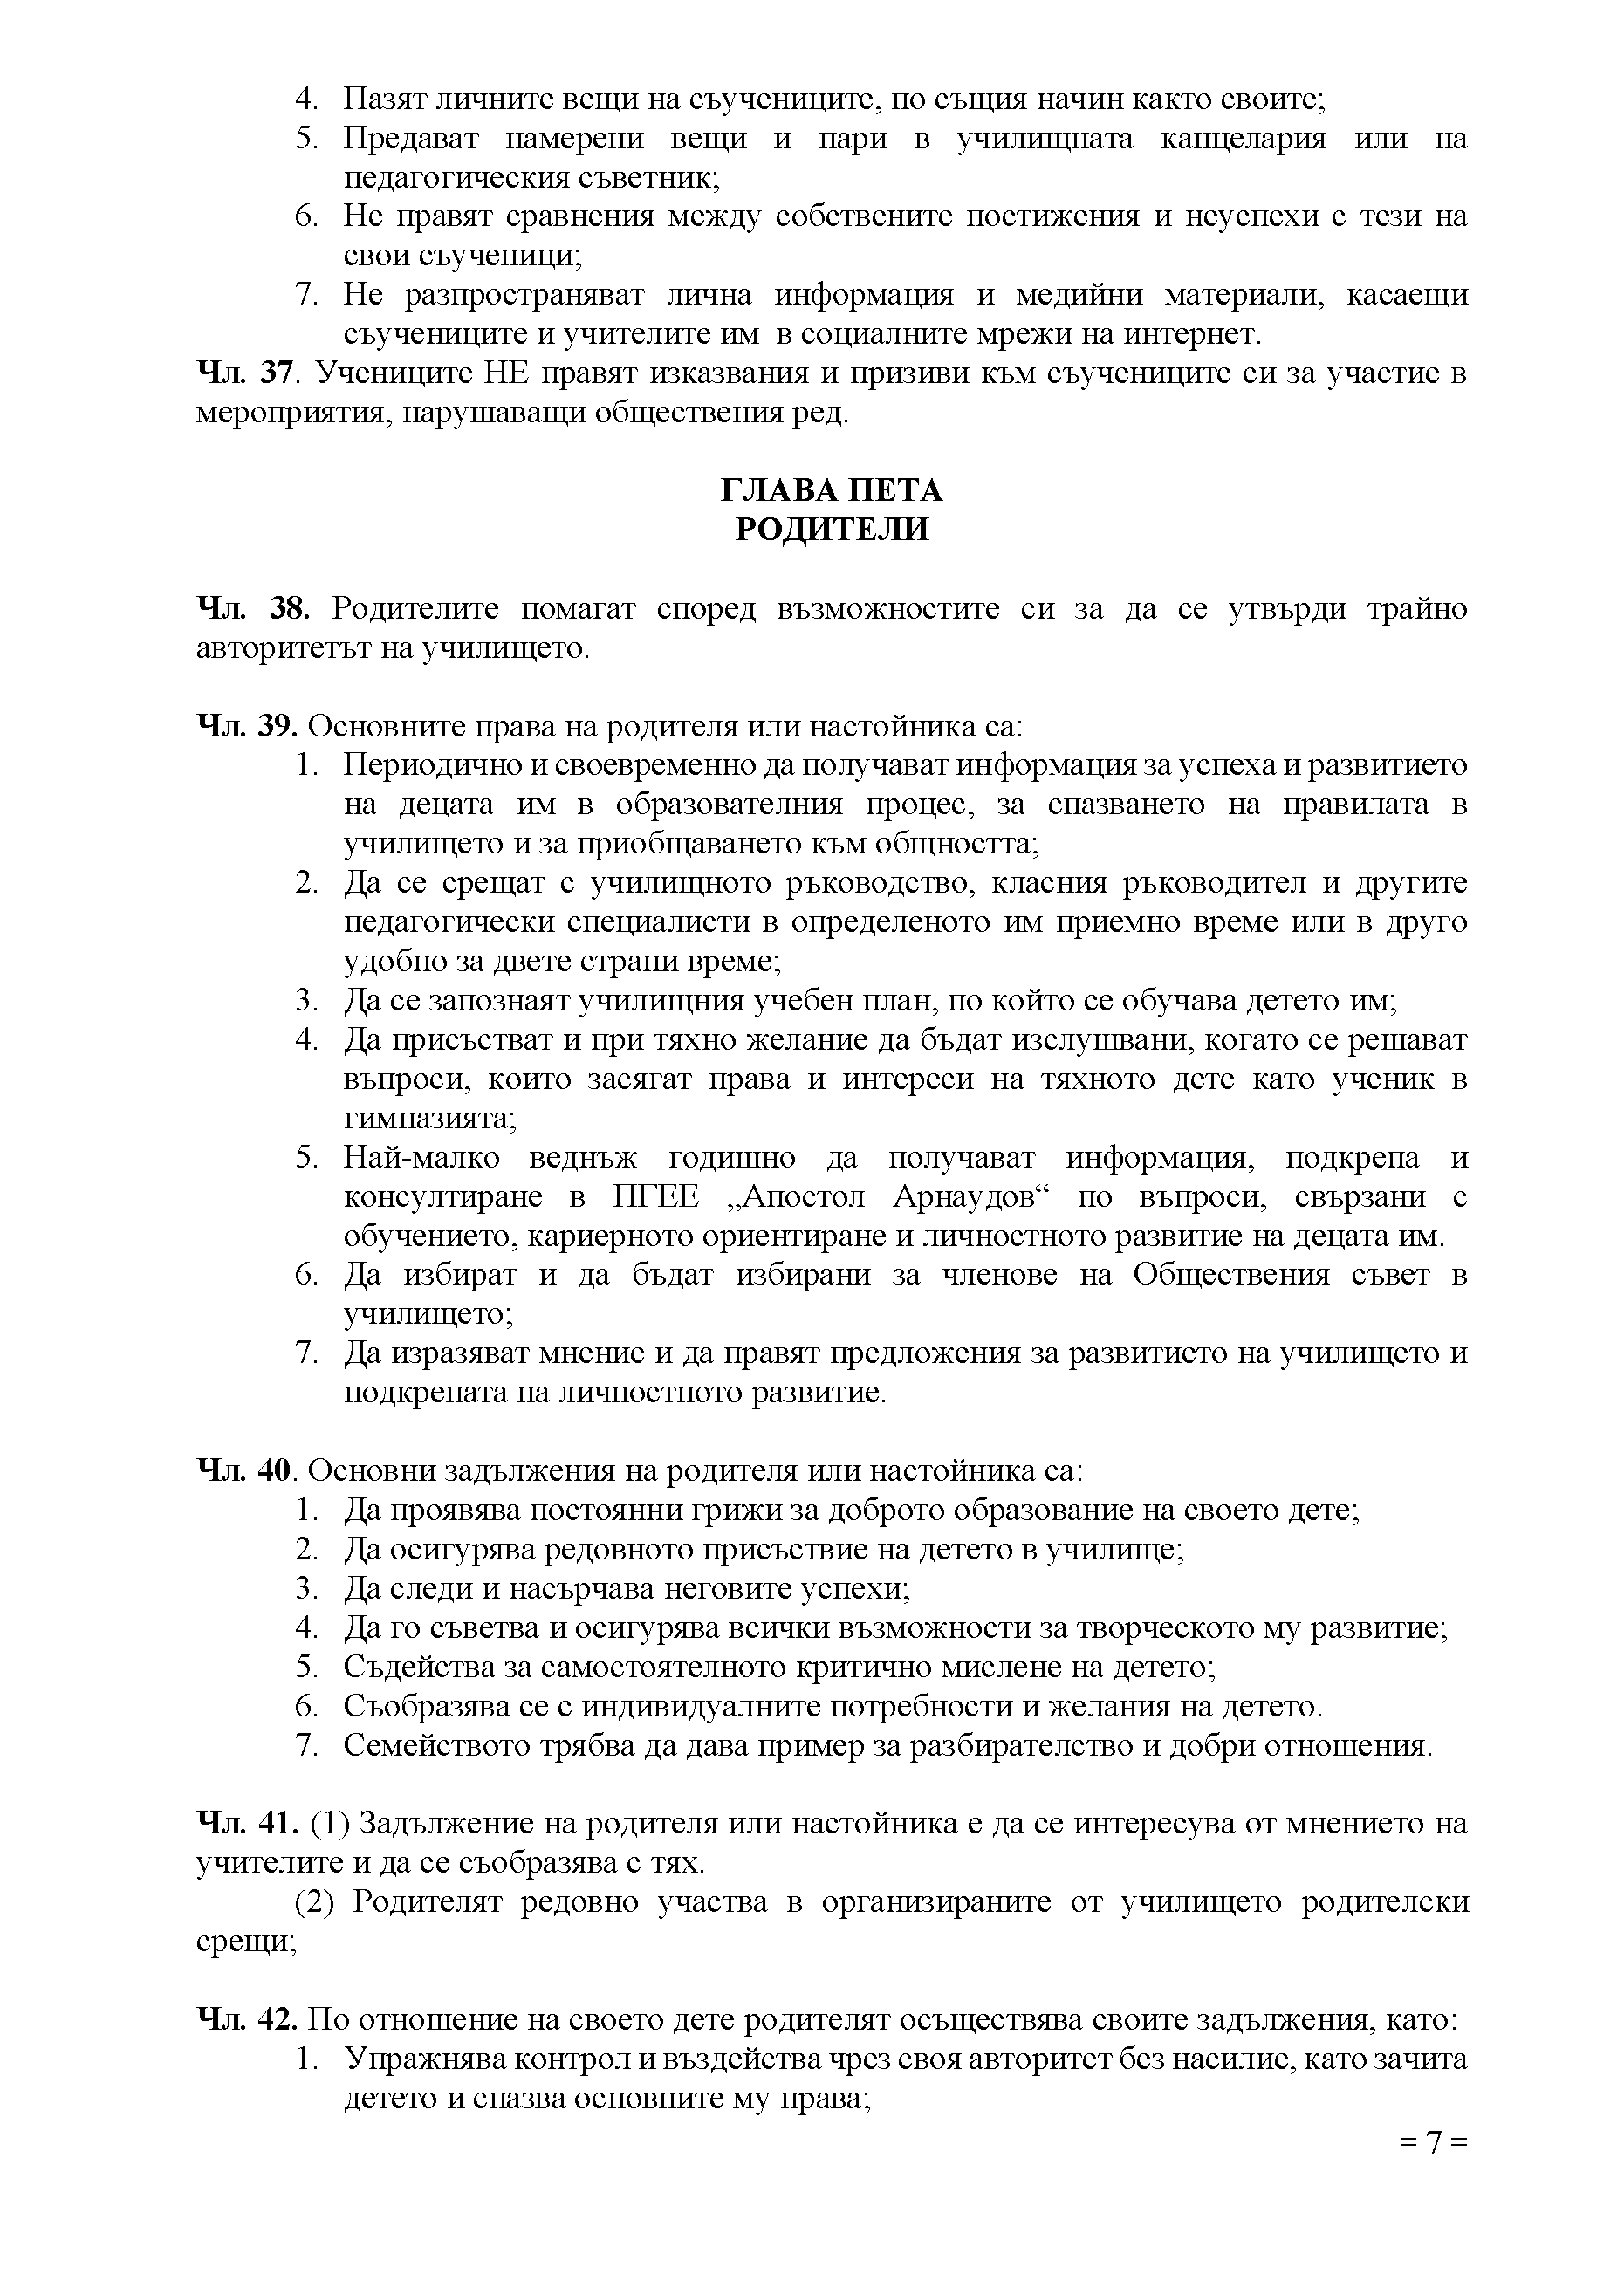 4. Пазят личните вещи на съучениците, по същия начин както своите;
5. Предават намерени вещи и пари в училищната канцелария или на
педагогическия съветник;
6. Не правят сравнения между собствените постижения и неуспехи с тези на
свои съученици;
7. Не разпространяват лична информация и медийни материали, касаещи
съучениците и учителите им в социалните мрежи на интернет.
Чл. 37. Учениците НЕ правят изказвания и призиви към съучениците си за участие в
мероприятия, нарушаващи обществения ред.
ГЛАВА ПЕТА
РОДИТЕЛИ
Чл. 38. Родителите помагат според възможностите си за да се утвърди трайно
авторитетът на училището.
Чл. 39. Основните права на родителя или настойника са:
1. Периодично и своевременно да получават информация за успеха и развитието
на децата им в образователния процес, за спазването на правилата в
училището и за приобщаването към общността;
2. Да се срещат с училищното ръководство, класния ръководител и другите
педагогически специалисти в определеното им приемно време или в друго
удобно за двете страни време;
3. Да се запознаят училищния учебен план, по който се обучава детето им;
4. Да присъстват и при тяхно желание да бъдат изслушвани, когато се решават
въпроси, които засягат права и интереси на тяхното дете като ученик в
гимназията;
5. Най-малко веднъж годишно да получават информация, подкрепа и
консултиране в ПГЕЕ „Апостол Арнаудов“ по въпроси, свързани с
обучението, кариерното ориентиране и личностното развитие на децата им.
6. Да избират и да бъдат избирани за членове на Обществения съвет в
училището;
7. Да изразяват мнение и да правят предложения за развитието на училището и
подкрепата на личностното развитие.
Чл. 40. Основни задължения на родителя или настойника са:
1. Да проявява постоянни грижи за доброто образование на своето дете;
2. Да осигурява редовното присъствие на детето в училище;
3. Да следи и насърчава неговите успехи;
4. Да го съветва и осигурява всички възможности за творческото му развитие;
5. Съдейства за самостоятелното критично мислене на детето;
6. Съобразява се с индивидуалните потребности и желания на детето.
7. Семейството трябва да дава пример за разбирателство и добри отношения.
Чл. 41. (1) Задължение на родителя или настойника е да се интересува от мнението на
учителите и да се съобразява с тях.
(2) Родителят редовно участва в организираните от училището родителски
срещи;
Чл. 42. По отношение на своето дете родителят осъществява своите задължения, като:
1. Упражнява контрол и въздейства чрез своя авторитет без насилие, като зачита
детето и спазва основните му права;
= 7 =